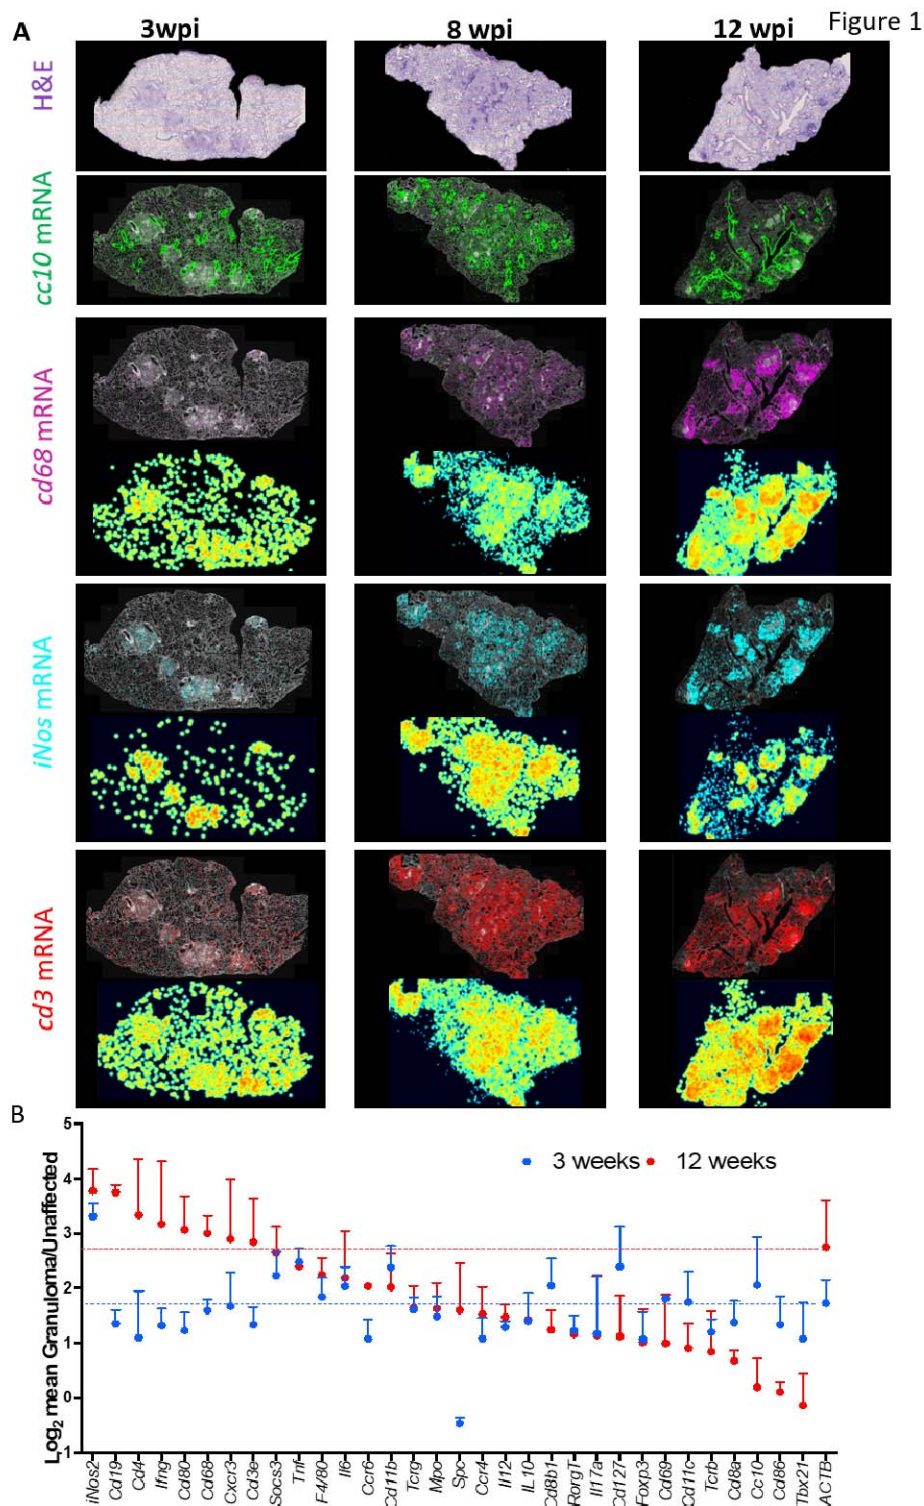 Figure 1
A
3wpi
8 wpi
12 wpi
H&E
cc10 mRNA
cd68 mRNA
iNos mRNA
cd3 mRNA
B
Log2 mean Granuloma/Unaffected
5
4
3
2
1
0
-1
3 weeks
12 weeks
iNos2
Cd19
Cd4
Ifng
Cd80
Cd68
Cxcr3
Cd3e
Socs3
Tnf
F4/80
Il6
Ccr6
Cd11b
Tcrg
Mpo
Spi
Ccr4
Il12
IL10
Cd8b1
RorgT
Il17a
Cd127
Foxp3
Cd69
Cd11c
Tcrb
Cd8a
Cc10
Cd86
Tbx21
ACTB